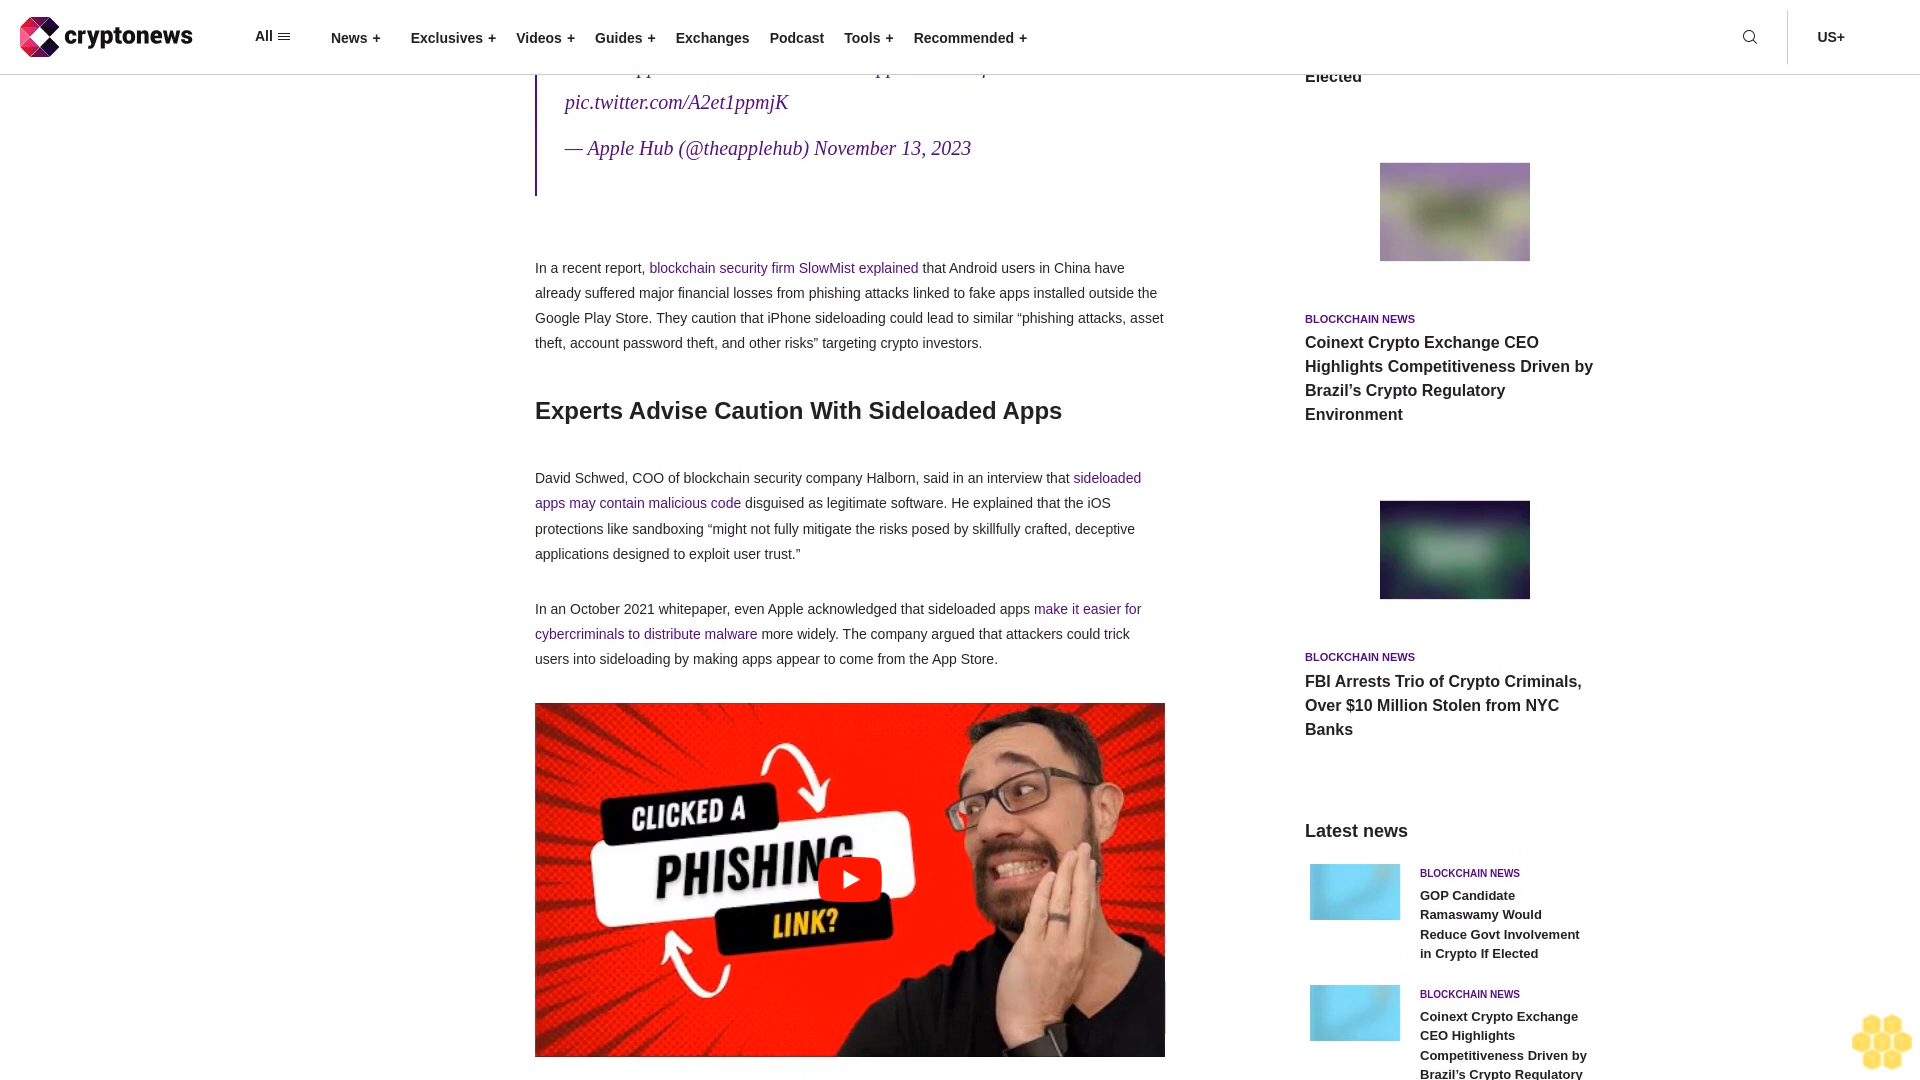 cryptonews
All
News +
Exclusives +
Videos +
Guides +
Exchanges
Podcast
Tools +
Recommended +
US+
pic.twitter.com/A2et1ppmjK
— Apple Hub (@theapplehub) November 13, 2023
In a recent report, blockchain security firm SlowMist explained that Android users in China have
already suffered major financial losses from phishing attacks linked to fake apps installed outside the
Google Play Store. They caution that iPhone sideloading could lead to similar “phishing attacks, asset
theft, account password theft, and other risks” targeting crypto investors.
Experts Advise Caution With Sideloaded Apps
David Schwed, COO of blockchain security company Halborn, said in an interview that sideloaded
apps may contain malicious code disguised as legitimate software. He explained that the iOS
protections like sandboxing “might not fully mitigate the risks posed by skillfully crafted, deceptive
applications designed to exploit user trust.”
In an October 2021 whitepaper, even Apple acknowledged that sideloaded apps make it easier for
cybercriminals to distribute malware more widely. The company argued that attackers could trick
users into sideloading by making apps appear to come from the App Store.
CLICKED A
PHISHING
LINK?
Elected
BLOCKCHAIN NEWS
Coinext Crypto Exchange CEO
Highlights Competitiveness Driven by
Brazil’s Crypto Regulatory
Environment
BLOCKCHAIN NEWS
FBI Arrests Trio of Crypto Criminals,
Over $10 Million Stolen from NYC
Banks
Latest news
BLOCKCHAIN NEWS
GOP Candidate
Ramaswamy Would
Reduce Govt Involvement
in Crypto If Elected
BLOCKCHAIN NEWS
Coinext Crypto Exchange
CEO Highlights
Competitiveness Driven by
Brazil’s Crypto Regulatory